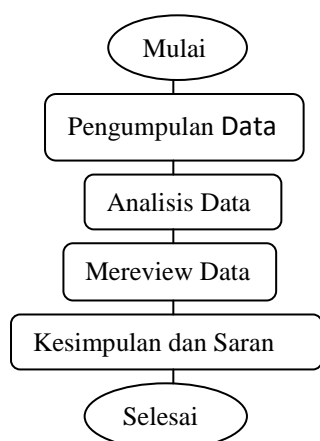 Mulai
Pengumpulan Data
Analisis Data
Mereview Data
Kesimpulan dan Saran
Selesai